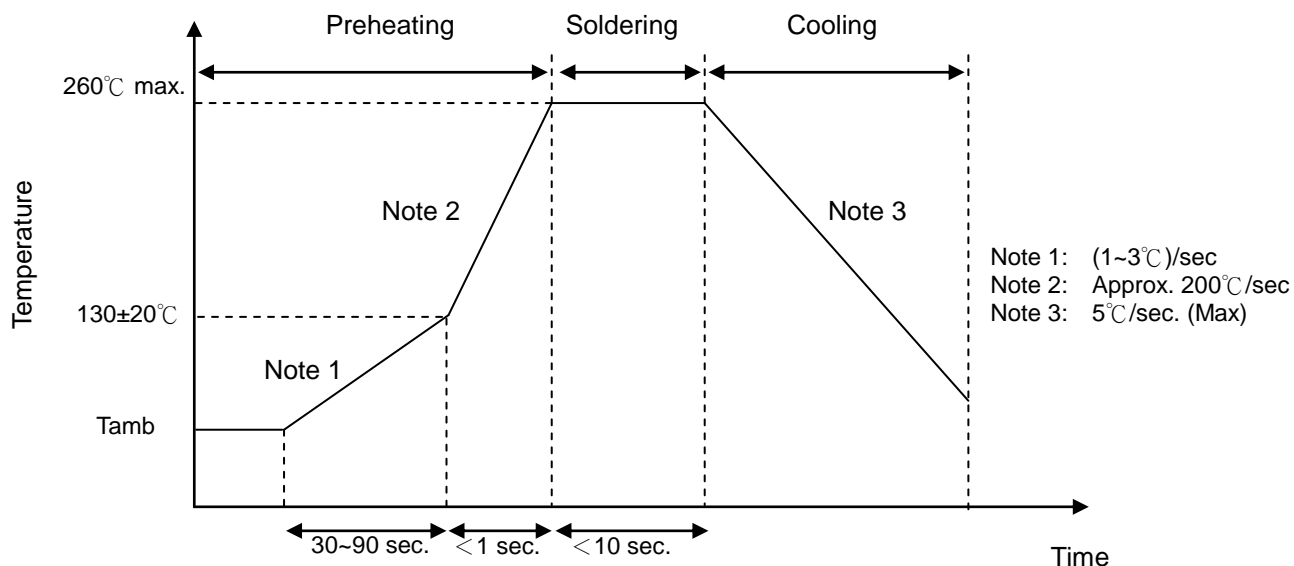 Preheating Soldering Cooling
260℃ max.
Note 2
Note 3
Temperature
Note 1: (1~3℃)/sec
Note 2: Approx. 200℃/sec
Note 3: 5℃/sec. (Max)
130±20℃
Note 1
Tamb
30~90 sec. <1 sec. <10 sec.
Time